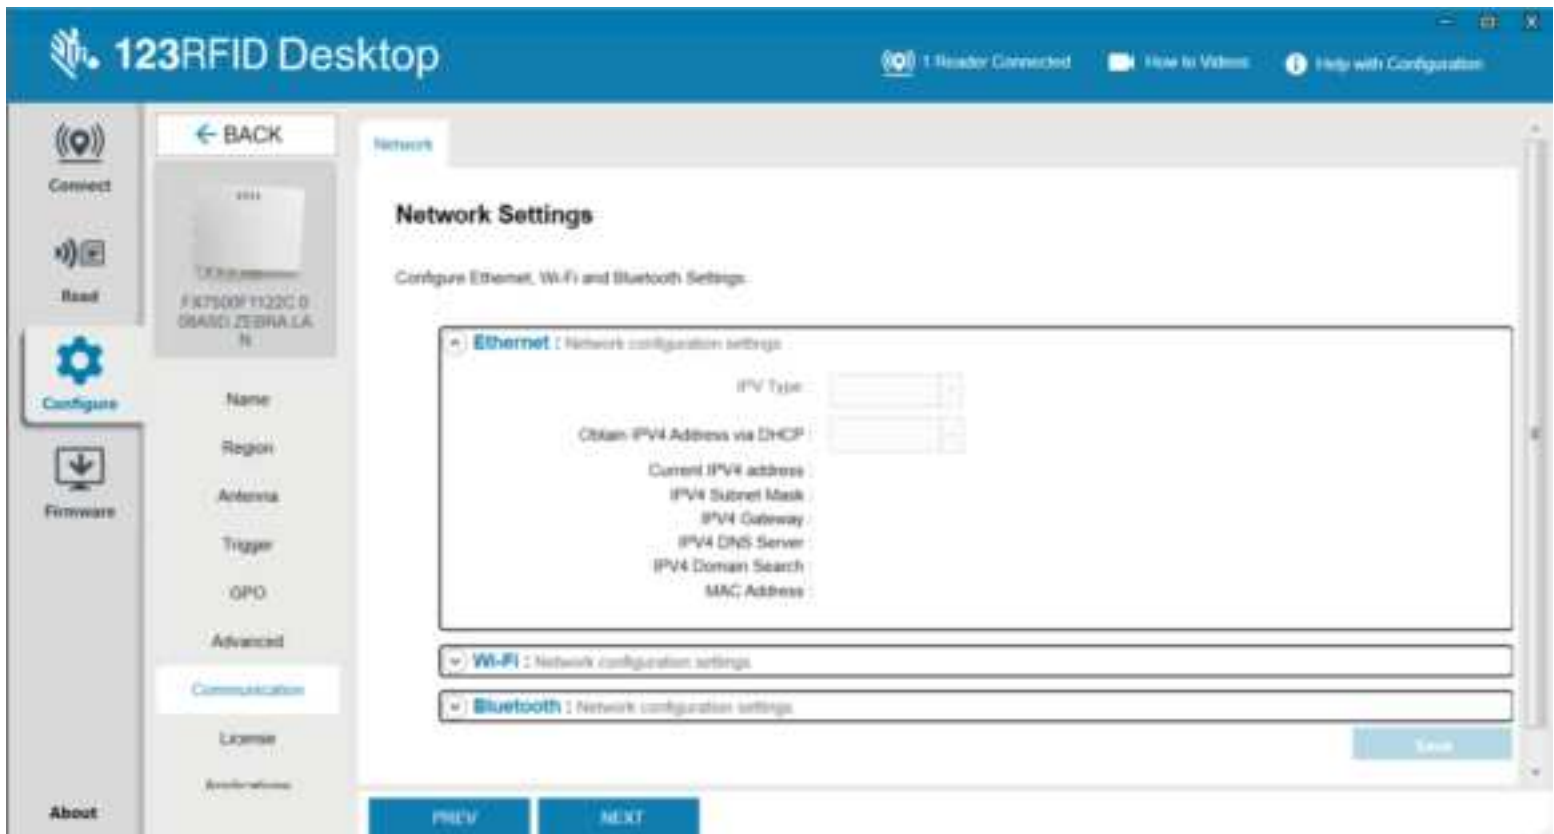 123RFID Desktop
1 Reader Connected
How to Videos
Help with Configuration
Connect
Read
Configure
Firmware
About
← BACK
Name
Region
Antenna
Trigger
GPO
Advanced
Communication
License
Applications
Network
Network Settings
Configure Ethernet, Wi-Fi and Bluetooth Settings.
Ethernet : Network configuration settings
IPV Type :
Obtain IPV4 Address via DHCP :
Current IPV4 address :
IPV4 Subnet Mask :
IPV4 Gateway :
IPV4 DNS Server :
IPV4 Domain Search :
MAC Address :
Wi-Fi : Network configuration settings
Bluetooth : Network configuration settings
Save
PREV
NEXT